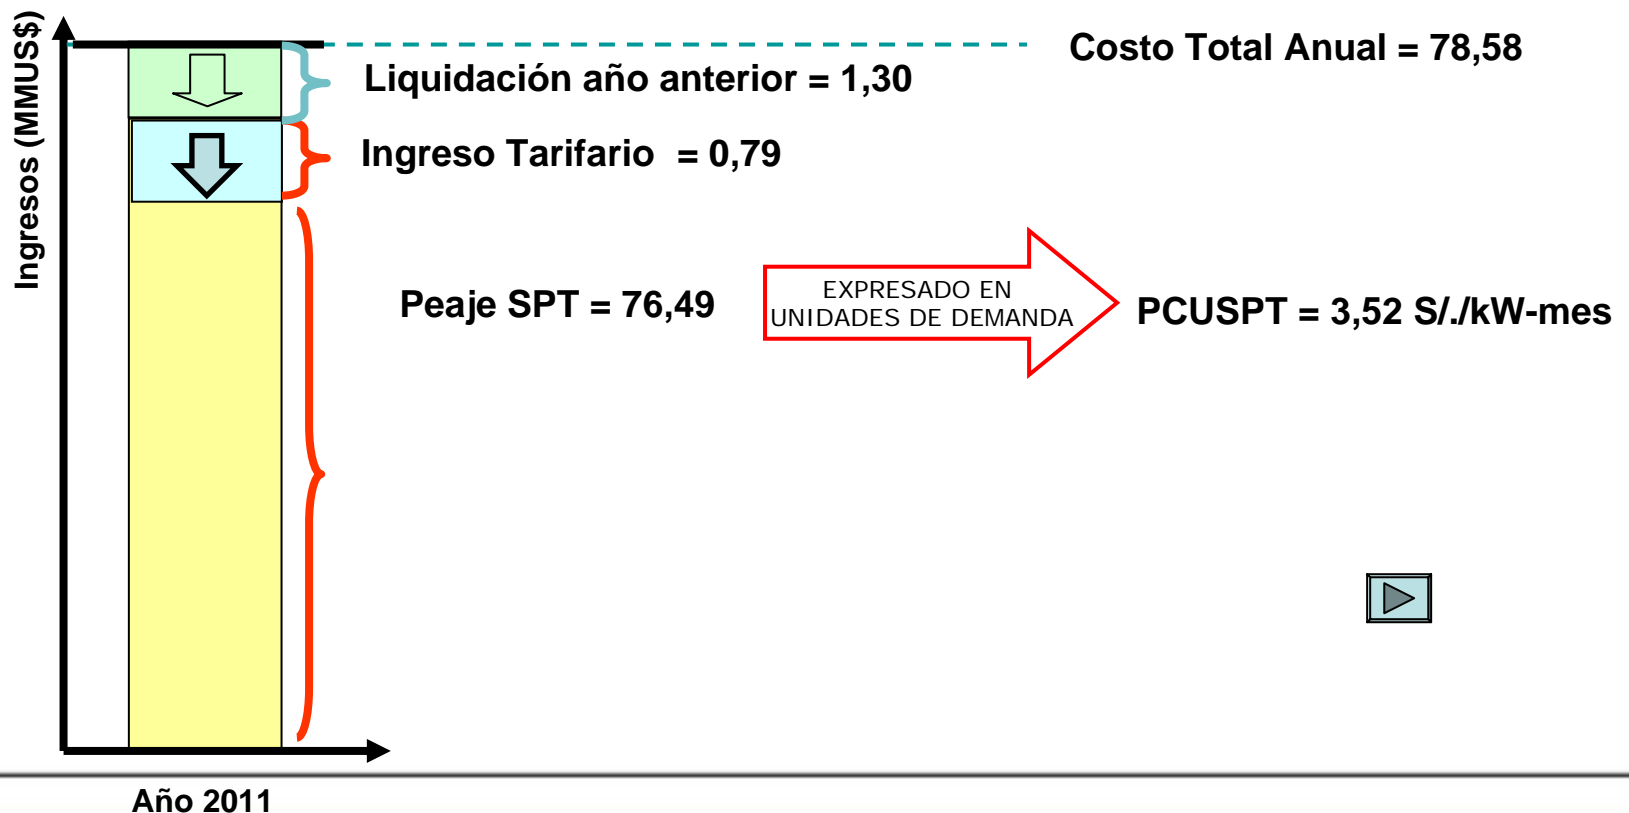 Ingresos (MMUS$)
Costo Total Anual = 78,58
Liquidación año anterior = 1,30
Ingreso Tarifario = 0,79
Peaje SPT = 76,49
EXPRESADO EN
UNIDADES DE DEMANDA
PCUSPT = 3,52 S/./kW-mes
Año 2011